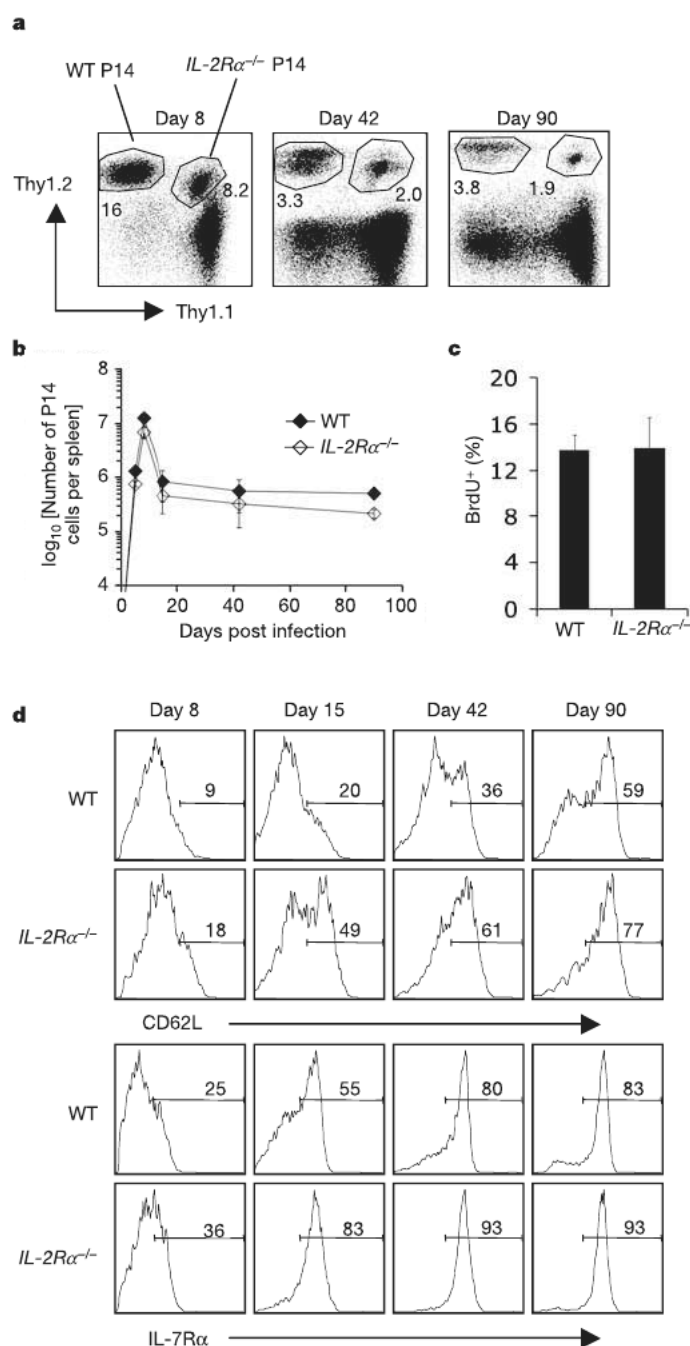 a
WT P14
IL-2Rα⁻/⁻ P14
Day 8 Day 42 Day 90
Thy1.2
16 8.2 3.3 2.0 3.8 1.9
Thy1.1
b
log₁₀ [Number of P14
cells per spleen]
8
7
6
5
4
WT
IL-2Rα⁻/⁻
0 20 40 60 80 100
Days post infection
c
BrdU⁺ (%)
20
16
12
8
4
0
WT IL-2Rα⁻/⁻
d
Day 8 Day 15 Day 42 Day 90
WT 9 20 36 59
IL-2Rα⁻/⁻ 18 49 61 77
CD62L
WT 25 55 80 83
IL-2Rα⁻/⁻ 36 83 93 93
IL-7Rα